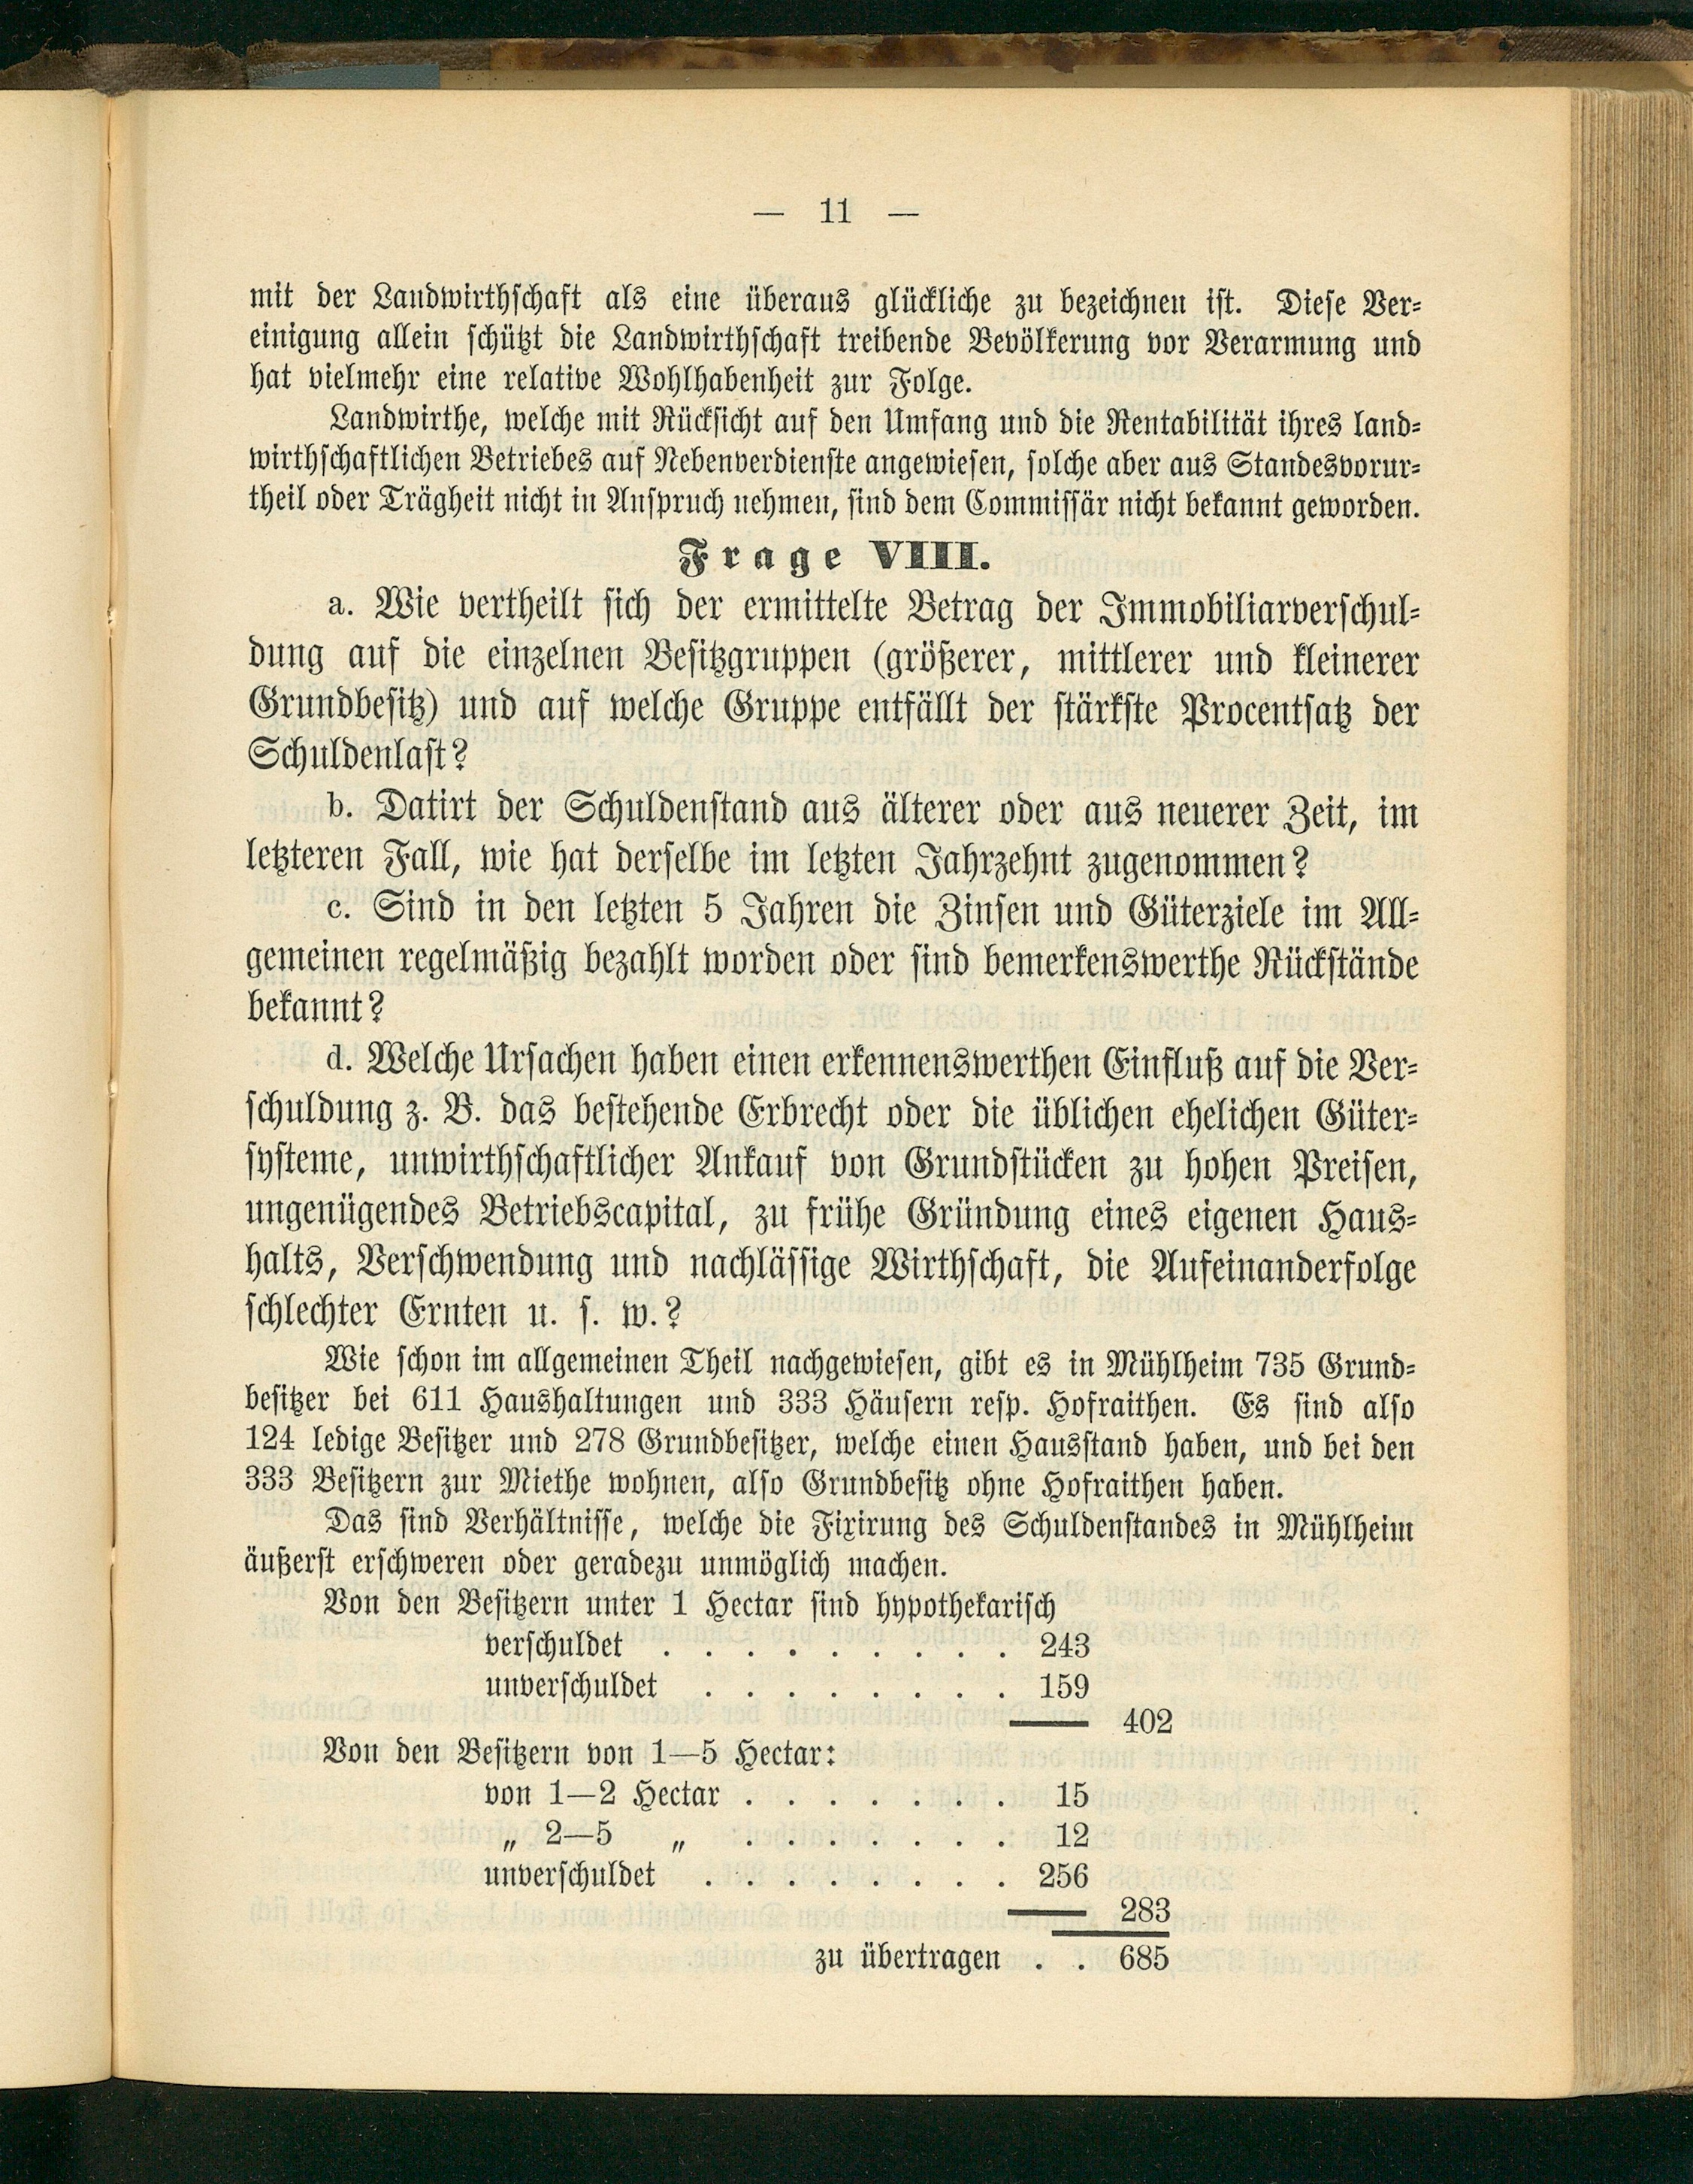 — 11 —
mit der Landwirthschaft als eine überaus glückliche zu bezeichnen ist. Diese Ver-
einigung allein schützt die Landwirthschaft treibende Bevölkerung vor Verarmung und
hat vielmehr eine relative Wohlhabenheit zur Folge.
Landwirthe, welche mit Rücksicht auf den Umfang und die Rentabilität ihres land-
wirthschaftlichen Betriebes auf Nebenverdienste angewiesen, solche aber aus Standesvorur-
theil oder Trägheit nicht in Anspruch nehmen, sind dem Commissär nicht bekannt geworden.
Frage VIII.
a. Wie vertheilt sich der ermittelte Betrag der Immobiliarverschul-
dung auf die einzelnen Besitzgruppen (größerer, mittlerer und kleinerer
Grundbesitz) und auf welche Gruppe entfällt der stärkste Procentsatz der
Schuldenlast?
b. Datirt der Schuldenstand aus älterer oder aus neuerer Zeit, im
letzteren Fall, wie hat derselbe im letzten Jahrzehnt zugenommen?
c. Sind in den letzten 5 Jahren die Zinsen und Güterziele im All-
gemeinen regelmäßig bezahlt worden oder sind bemerkenswerthe Rückstände
bekannt?
d. Welche Ursachen haben einen erkennenswerthen Einfluß auf die Ver-
schuldung z. B. das bestehende Erbrecht oder die üblichen ehelichen Güter-
systeme, unwirthschaftlicher Ankauf von Grundstücken zu hohen Preisen,
ungenügendes Betriebscapital, zu frühe Gründung eines eigenen Haus-
halts, Verschwendung und nachlässige Wirthschaft, die Aufeinanderfolge
schlechter Ernten u. s. w.?
Wie schon im allgemeinen Theil nachgewiesen, gibt es in Mühlheim 735 Grund-
besitzer bei 611 Haushaltungen und 333 Häusern resp. Hofraithen. Es sind also
124 ledige Besitzer und 278 Grundbesitzer, welche einen Hausstand haben, und bei den
333 Besitzern zur Miethe wohnen, also Grundbesitz ohne Hofraithen haben.
Das sind Verhältnisse, welche die Fixirung des Schuldenstandes in Mühlheim
äußerst erschweren oder geradezu unmöglich machen.
Von den Besitzern unter 1 Hectar sind hypothekarisch
verschuldet . . . . . . . . . 243
unverschuldet . . . . . . . . 159
402
Von den Besitzern von 1—5 Hectar:
von 1—2 Hectar . . . . . . . 15
„ 2—5 „ . . . . . . . 12
unverschuldet . . . . . . . . 256
283
zu übertragen . . 685